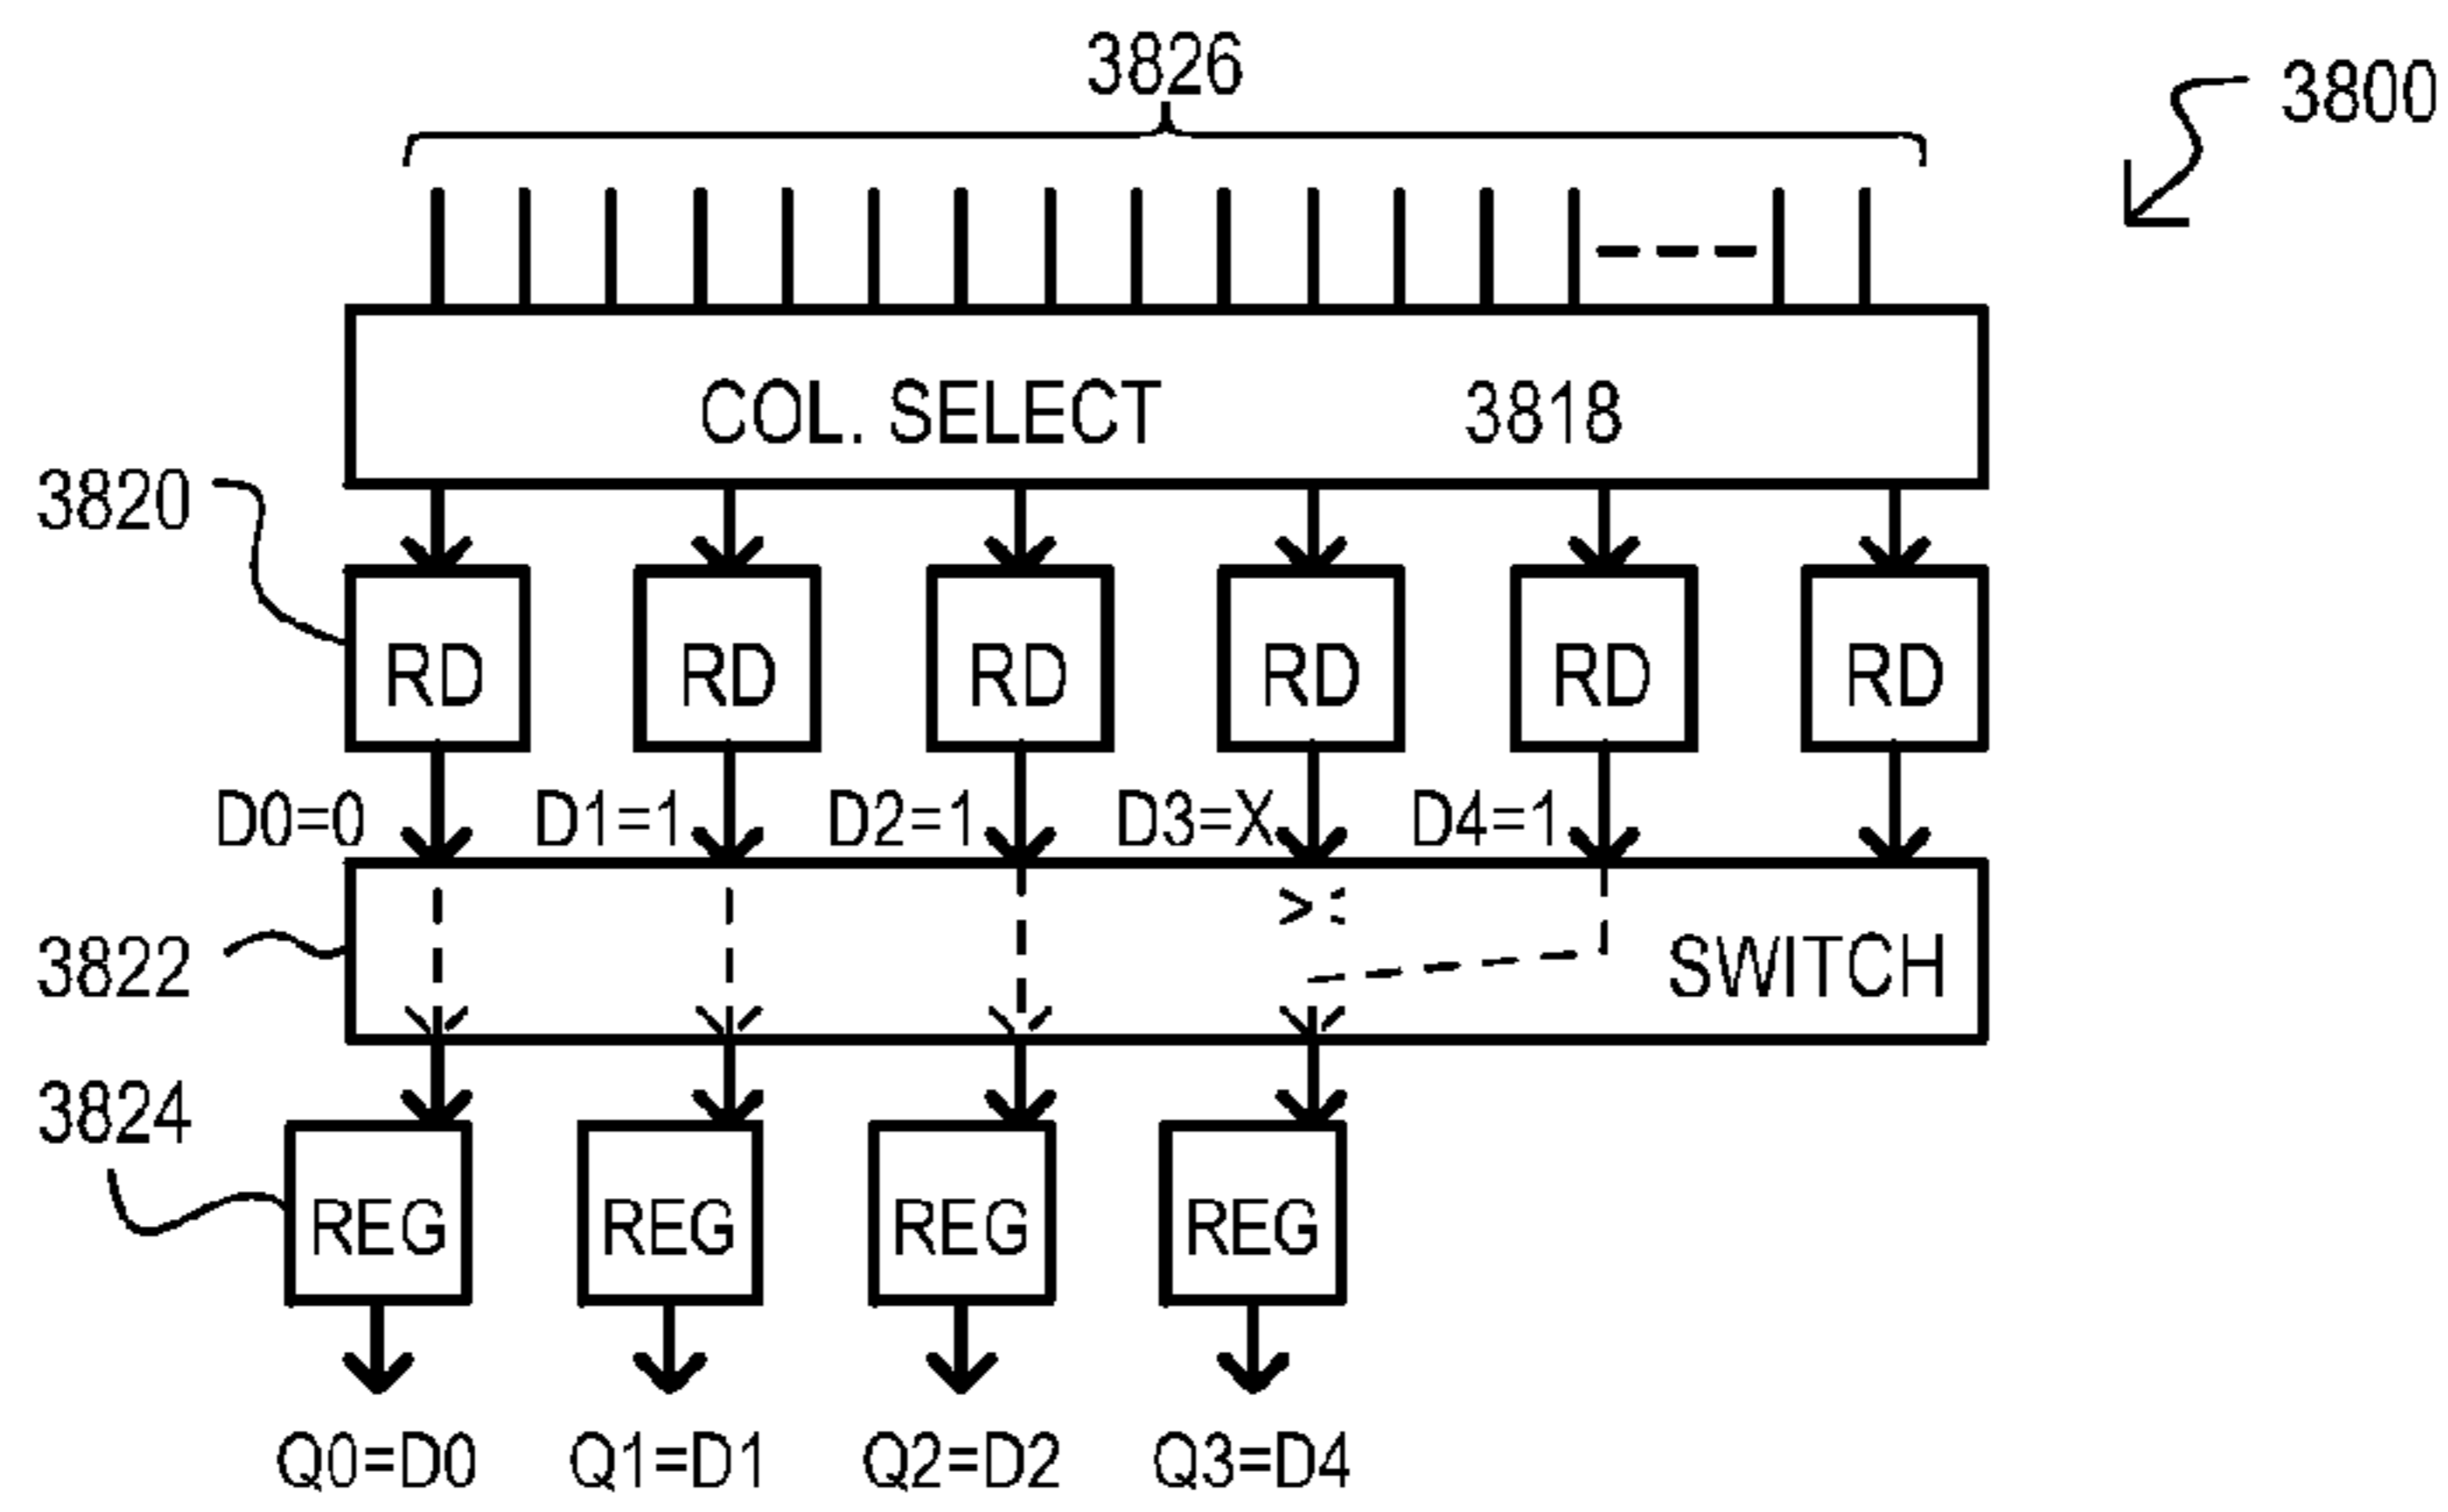 3826
3800
COL. SELECT 3818
3820
RD RD RD RD RD RD
D0=0 D1=1 D2=1 D3=X D4=1
3822
SWITCH
3824
REG REG REG REG
Q0=D0 Q1=D1 Q2=D2 Q3=D4